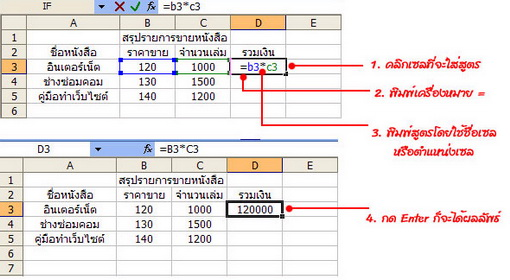 IF =b3*c3
A B C D E
1 สรุปรายการขายหนังสือ
2 ชื่อหนังสือ ราคาขาย จำนวนเล่ม รวมเงิน
3 อินเตอร์เน็ต 120 1000 =b3*c3
4 ช่างซ่อมคอม 130 1500
5 คู่มือทำเว็บไซต์ 140 1200
6
1. คลิกเซลที่จะใส่สูตร
2. พิมพ์เครื่องหมาย =
3. พิมพ์สูตรโดยใช้ชื่อเซล
หรือตำแหน่งเซล
D3 fx =B3*C3
A B C D E
1 สรุปรายการขายหนังสือ
2 ชื่อหนังสือ ราคาขาย จำนวนเล่ม รวมเงิน
3 อินเตอร์เน็ต 120 1000 120000
4 ช่างซ่อมคอม 130 1500
5 คู่มือทำเว็บไซต์ 140 1200
6
7
4. กด Enter ก็จะได้ผลลัพธ์